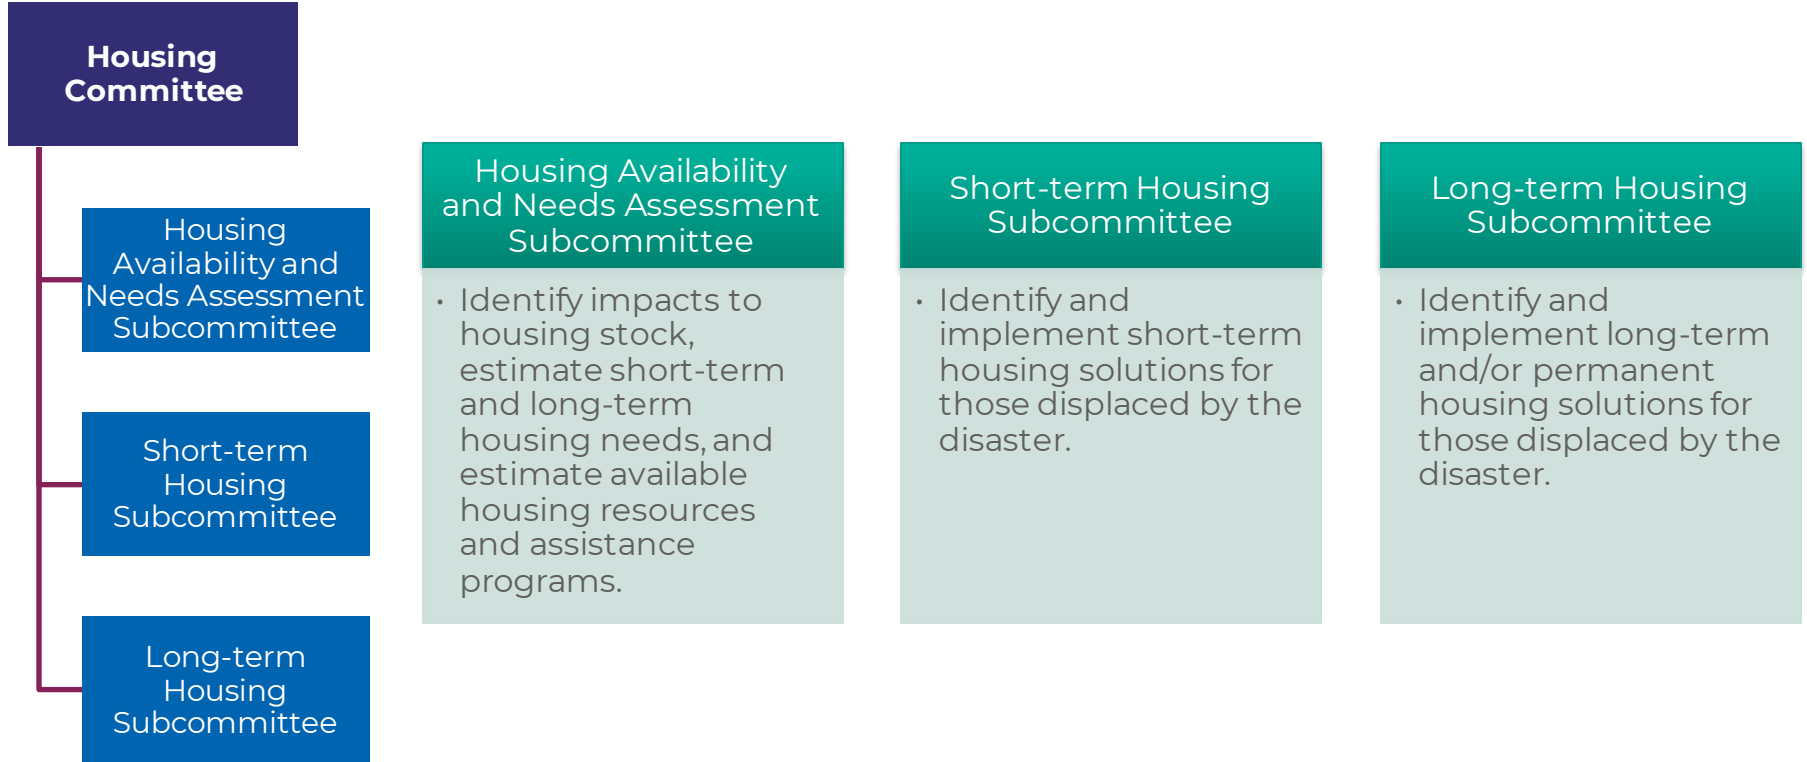 Housing
Committee
Housing
Availability and
Needs Assessment
Subcommittee
Short-term
Housing
Subcommittee
Long-term
Housing
Subcommittee
Housing Availability
and Needs Assessment
Subcommittee
• Identify impacts to
housing stock,
estimate short-term
and long-term
housing needs, and
estimate available
housing resources
and assistance
programs.
Short-term Housing
Subcommittee
• Identify and
implement short-term
housing solutions for
those displaced by the
disaster.
Long-term Housing
Subcommittee
• Identify and
implement long-term
and/or permanent
housing solutions for
those displaced by the
disaster.